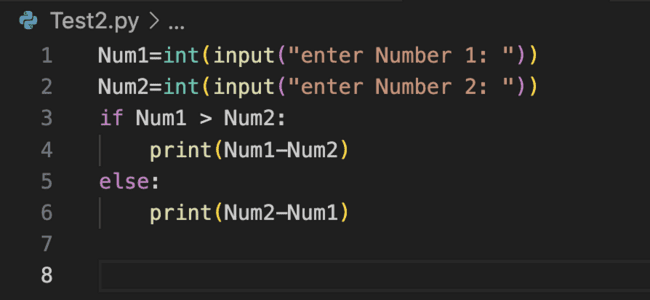 Test2.py > ...
1 Num1=int(input("enter Number 1: "))
2 Num2=int(input("enter Number 2: "))
3 if Num1 > Num2:
4     print(Num1-Num2)
5 else:
6     print(Num2-Num1)
7
8